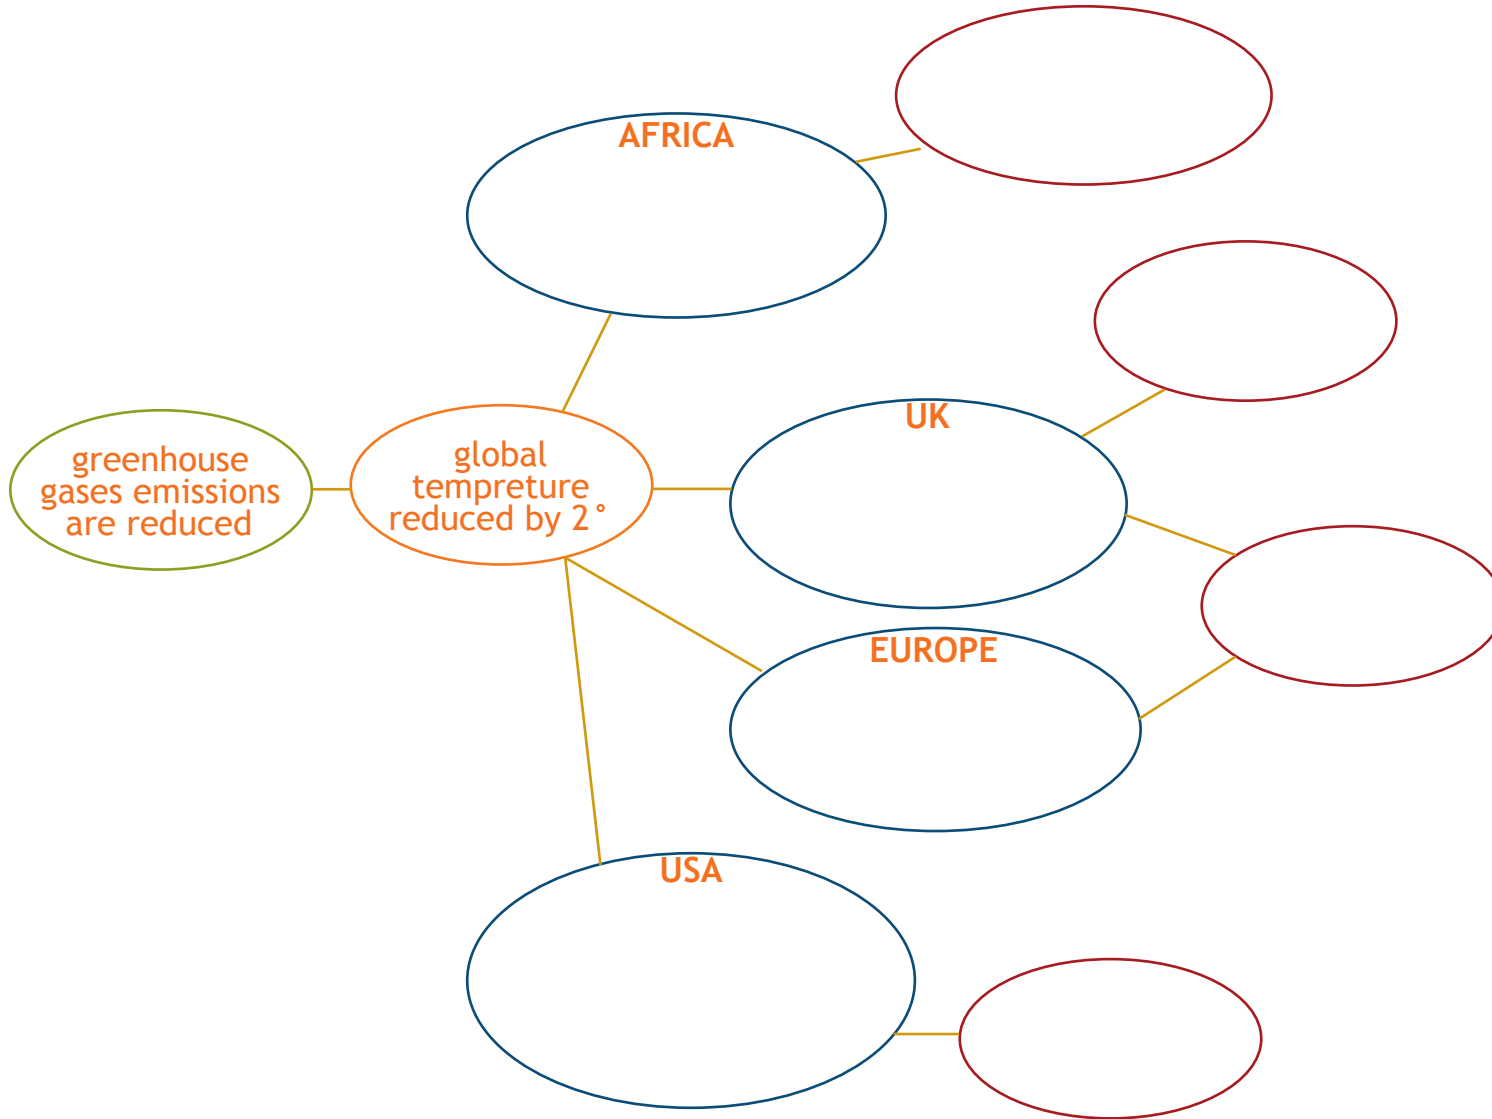 AFRICA
UK
greenhouse
gases emissions
are reduced
global
tempreture
reduced by 2°
EUROPE
USA